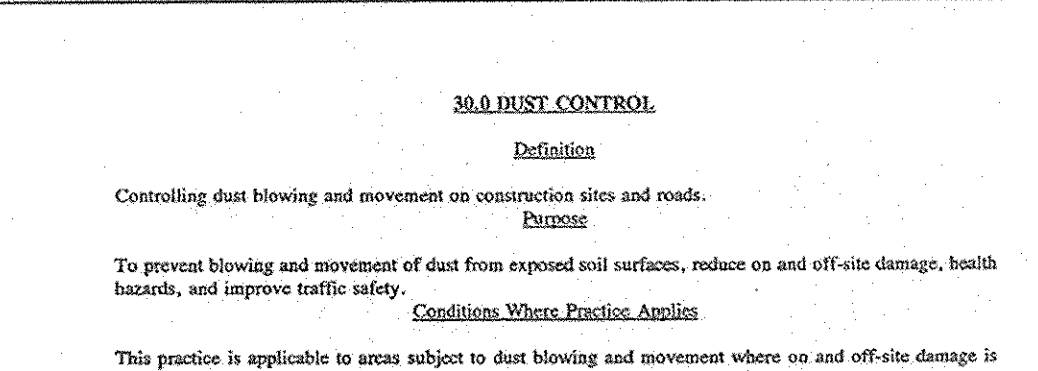 30.0 DUST CONTROL
Definition
Controlling dust blowing and movement on construction sites and roads.
Purpose
To prevent blowing and movement of dust from exposed soil surfaces, reduce on and off-site damage, health
hazards, and improve traffic safety.
Conditions Where Practice Applies
This practice is applicable to areas subject to dust blowing and movement where on and off-site damage is